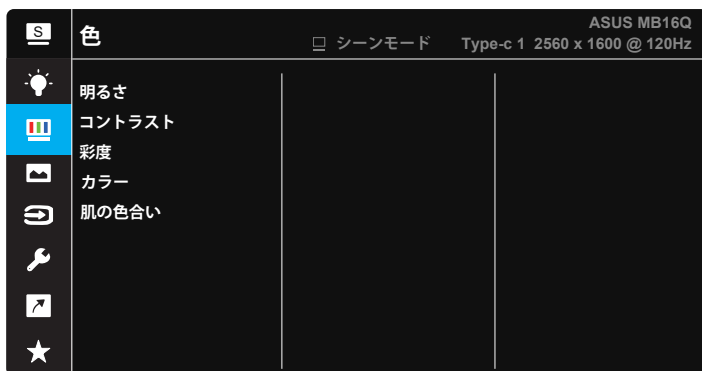 S
色
ASUS MB16Q
シーンモード Type-c 1 2560 x 1600 @ 120Hz
明るさ
コントラスト
彩度
カラー
肌の色合い